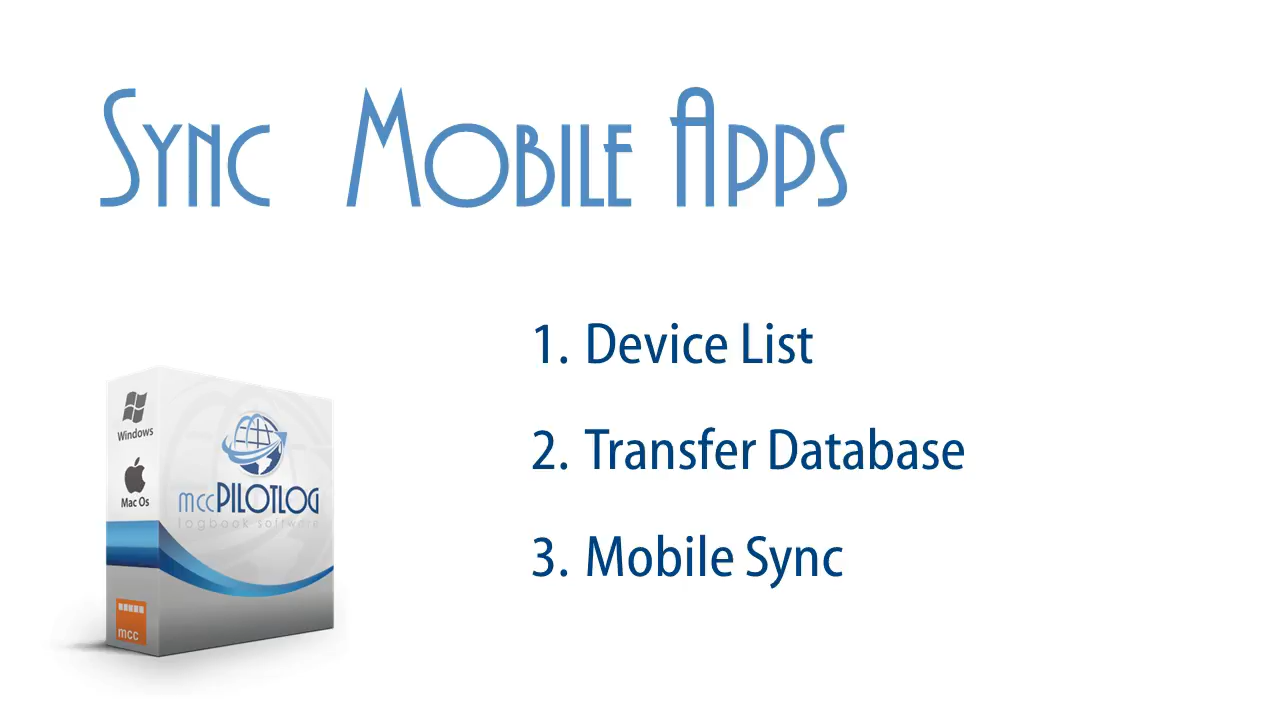 Sync Mobile Apps
1. Device List
2. Transfer Database
3. Mobile Sync
Windows
Mac Os
mccPILOTLOG
logbook software
mcc